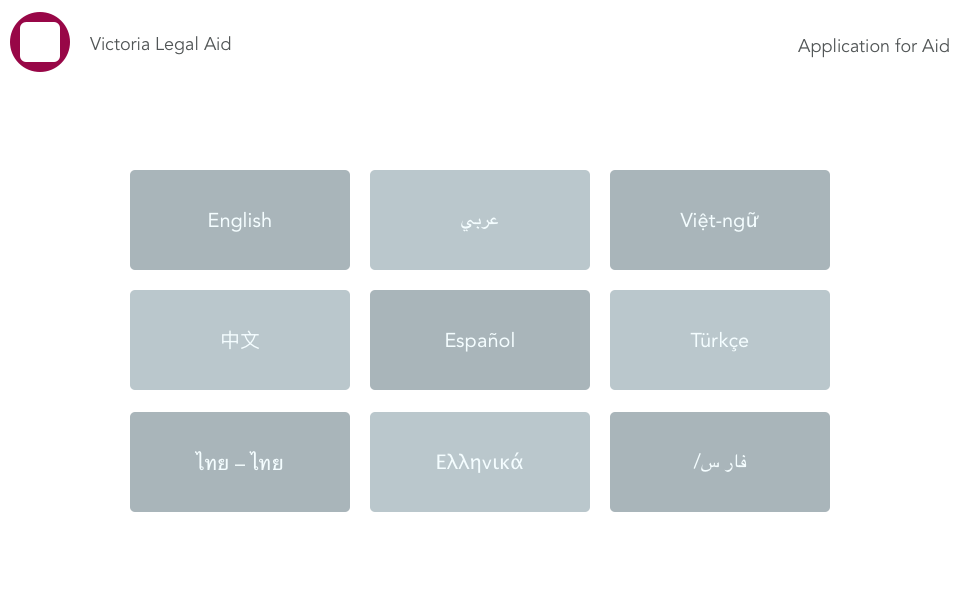 Victoria Legal Aid
Application for Aid
English
عربي
Việt-ngữ
中文
Español
Türkçe
ไทย – ไทย
Ελληνικά
فار س/